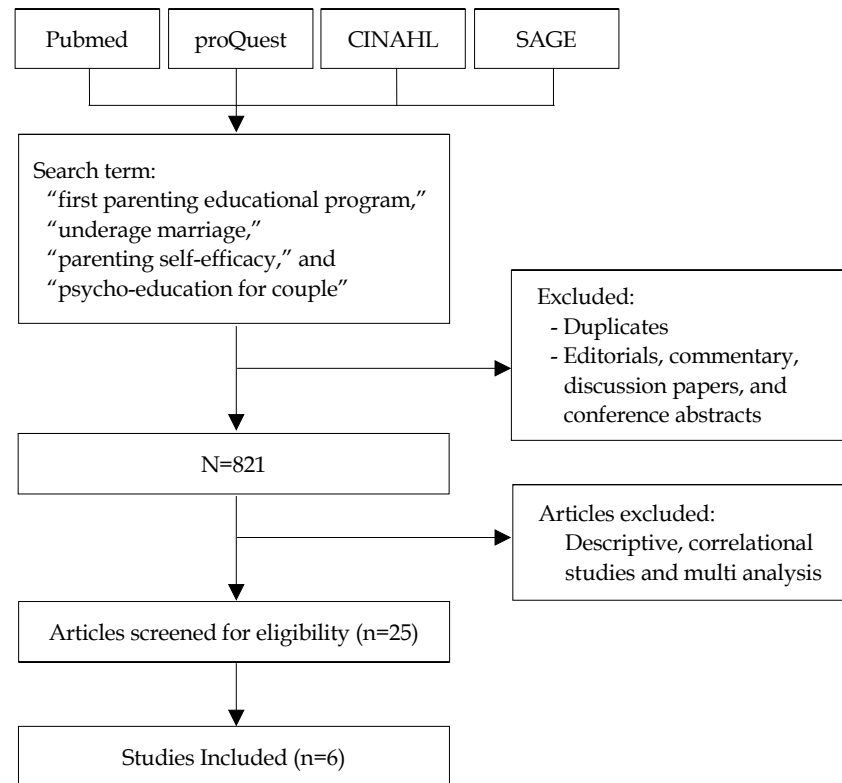 Pubmed
proQuest
CINAHL
SAGE
Search term:
“first parenting educational program,”
“underage marriage,”
“parenting self-efficacy,” and
“psycho-education for couple”
Excluded:
- Duplicates
- Editorials, commentary,
discussion papers, and
conference abstracts
N=821
Articles excluded:
Descriptive, correlational
studies and multi analysis
Articles screened for eligibility (n=25)
Studies Included (n=6)